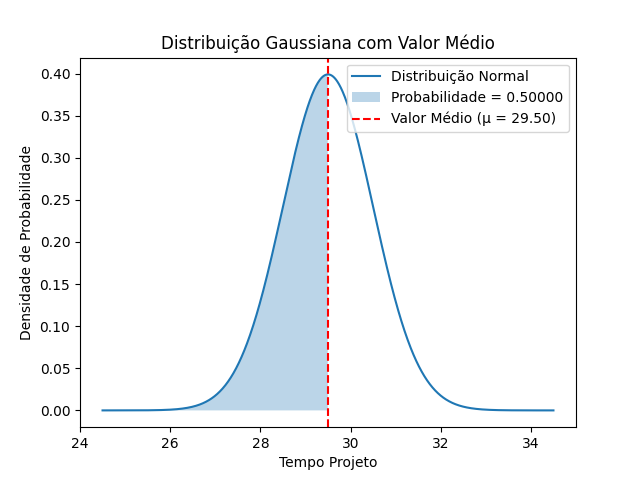 Distribuição Gaussiana com Valor Médio
Distribuição Normal
Probabilidade = 0.50000
Valor Médio (μ = 29.50)
Densidade de Probabilidade
0.40
0.35
0.30
0.25
0.20
0.15
0.10
0.05
0.00
24 26 28 30 32 34
Tempo Projeto